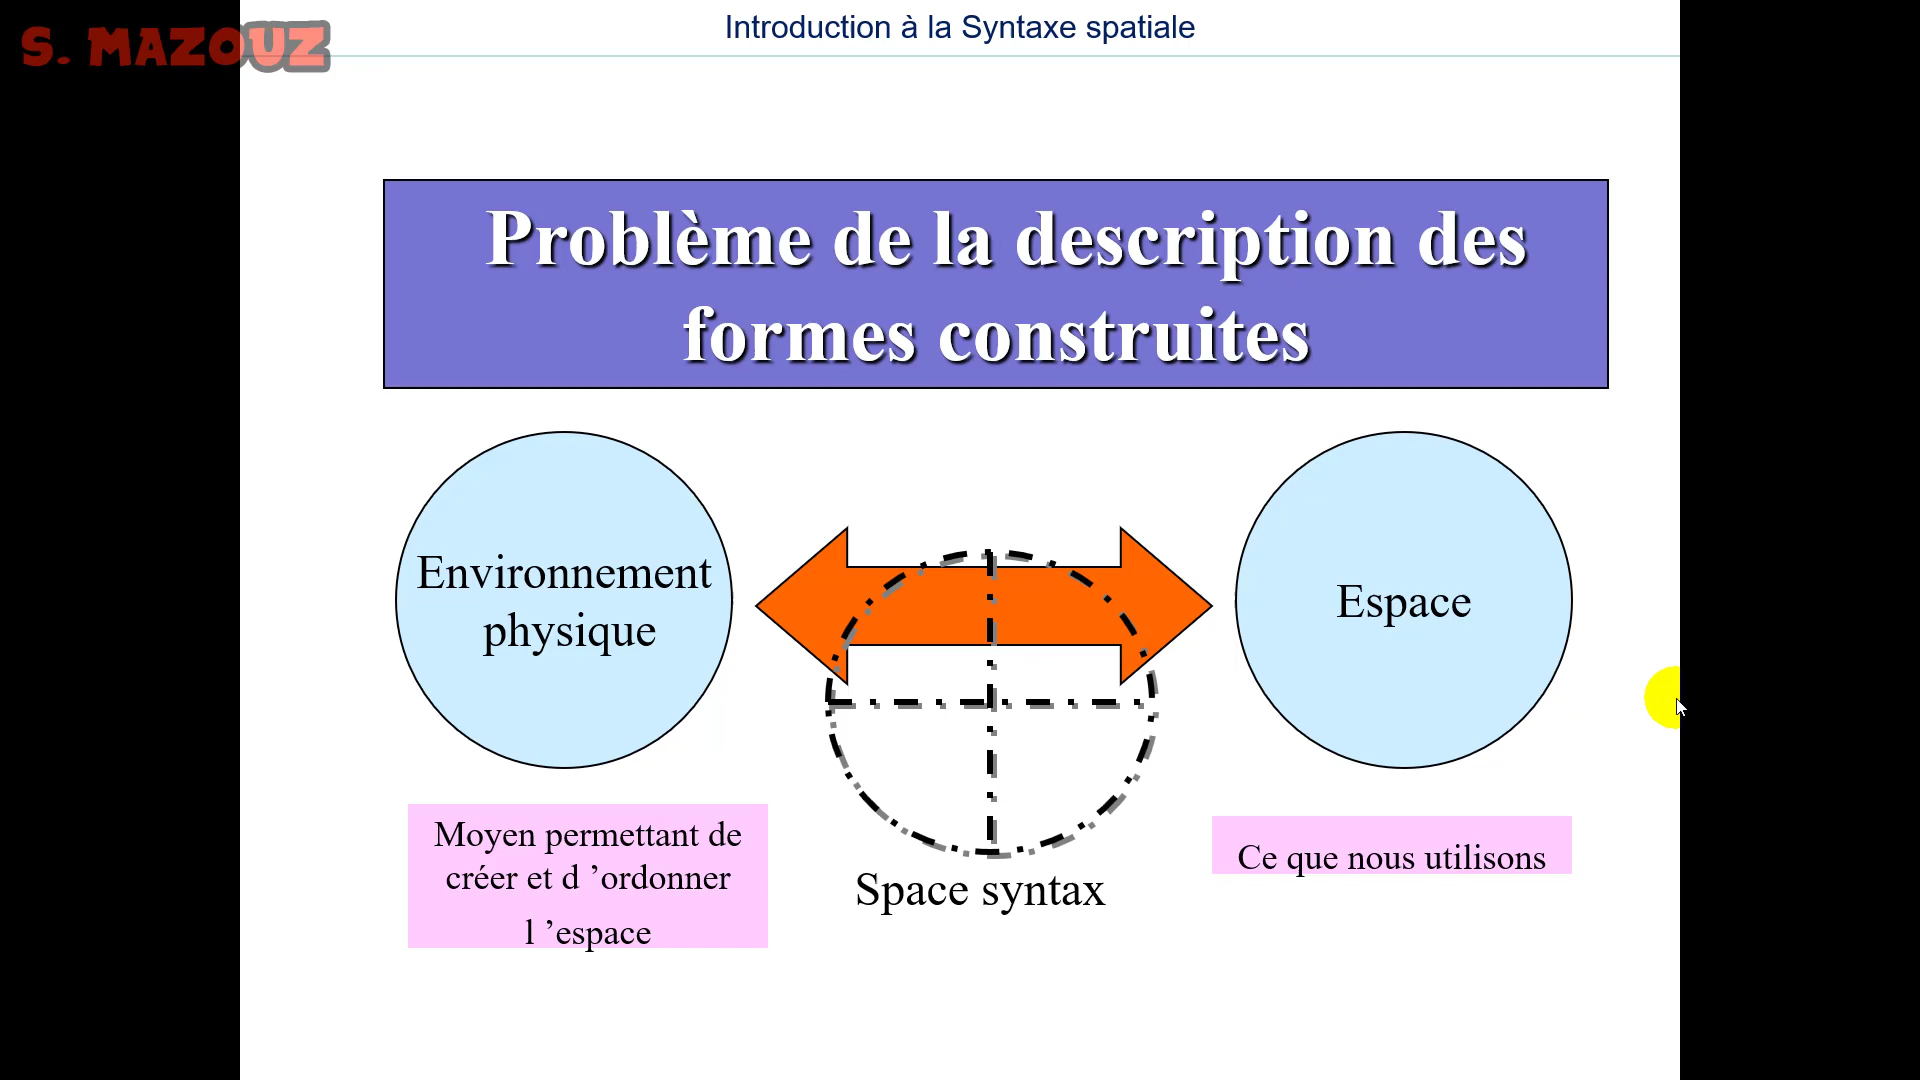 Introduction à la Syntaxe spatiale
S. MAZOUZ
Problème de la description des
formes construites
Environnement
physique
Espace
Moyen permettant de
créer et d ’ordonner
l ’espace
Space syntax
Ce que nous utilisons